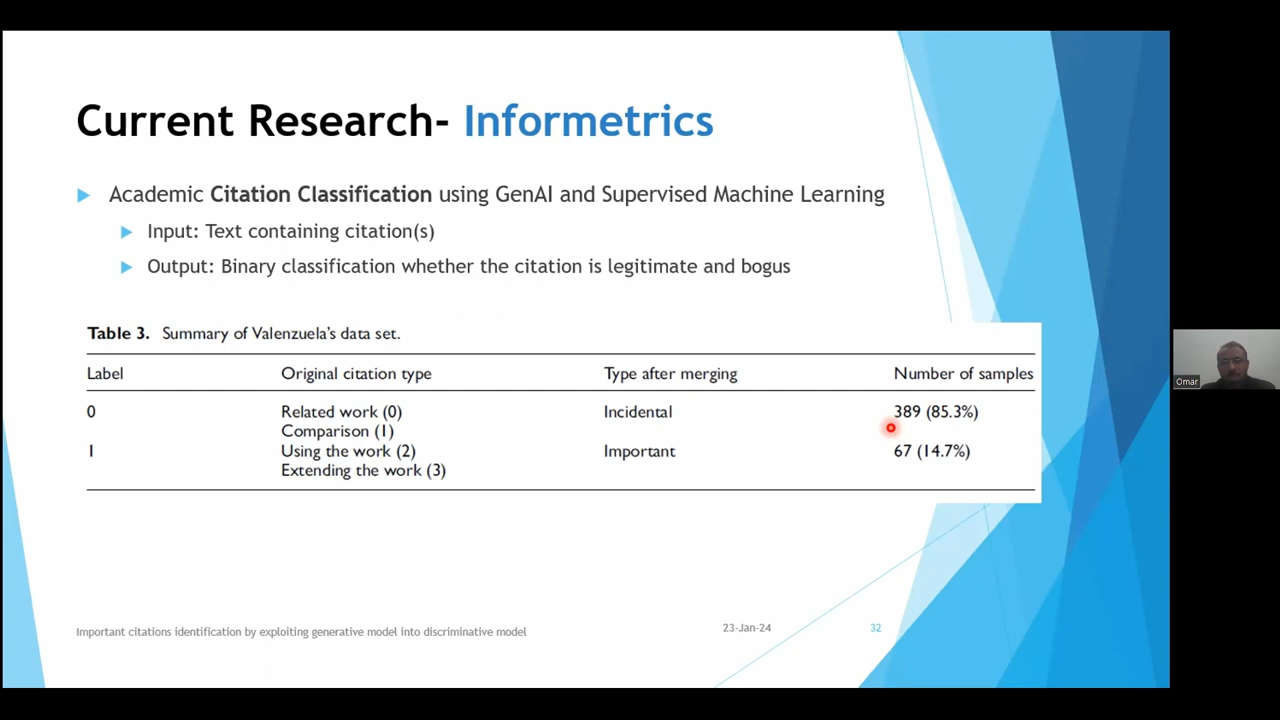 Current Research- Informetrics
Academic Citation Classification using GenAI and Supervised Machine Learning
Input: Text containing citation(s)
Output: Binary classification whether the citation is legitimate and bogus
Table 3. Summary of Valenzuela's data set.
Label Original citation type Type after merging Number of samples
0 Related work (0) Incidental 389 (85.3%)
Comparison (1)
1 Using the work (2) Important 67 (14.7%)
Extending the work (3)
Important citations identification by exploiting generative model into discriminative model 23-Jan-24 32
Omar